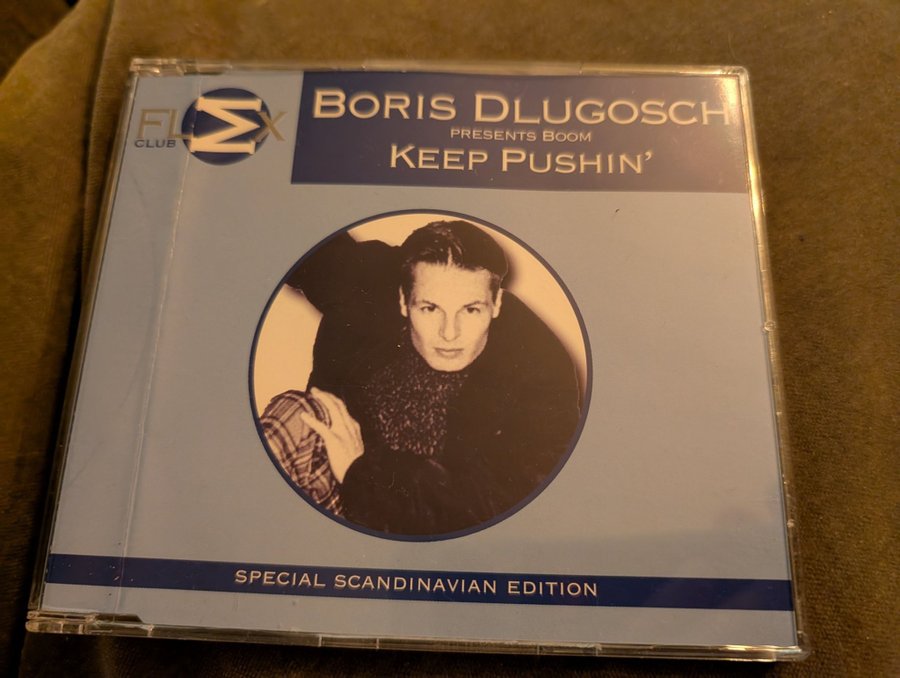 FLEX
CLUB
BORIS DLUGOSCH
PRESENTS BOOM
KEEP PUSHIN'
SPECIAL SCANDINAVIAN EDITION